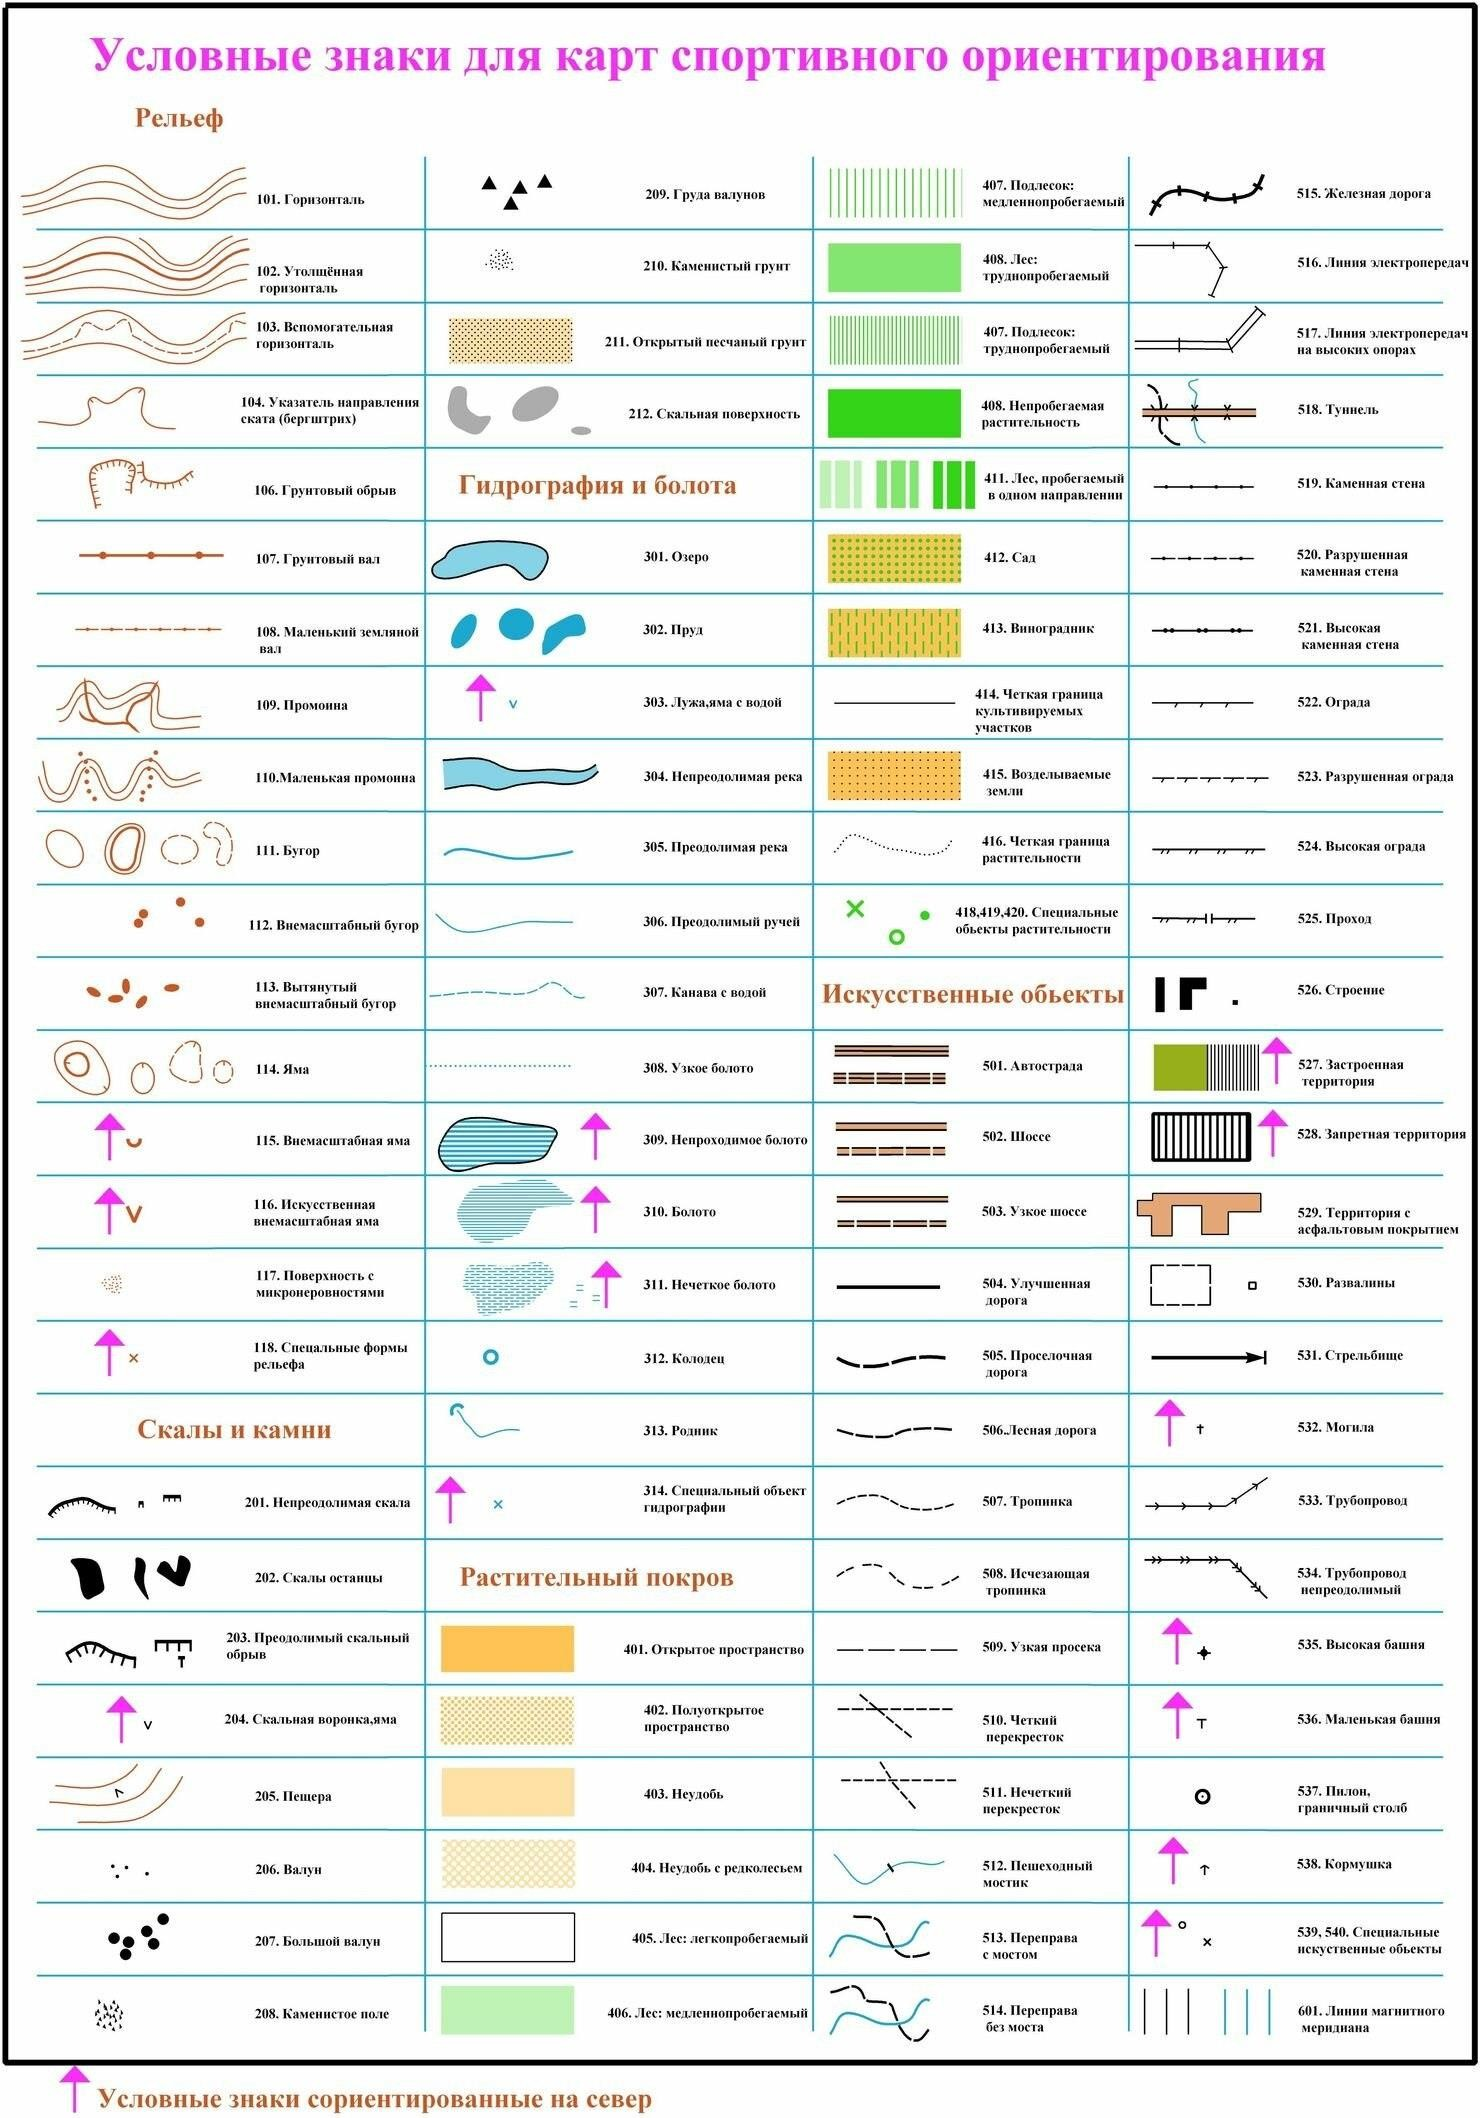 Условные знаки для карт спортивного ориентирования
Рельеф
101. Горизонталь
102. Утолщённая
горизонталь
103. Вспомогательная
горизонталь
104. Указатель направления
ската (бергштрих)
106. Грунтовый обрыв
107. Грунтовый вал
108. Маленький земляной
вал
109. Промоина
110.Маленькая промоина
111. Бугор
112. Внемасштабный бугор
113. Вытянутый
внемасштабный бугор
114. Яма
115. Внемасштабная яма
116. Искусственная
внемасштабная яма
117. Поверхность с
микронеровностями
118. Спецальные формы
рельефа
Скалы и камни
201. Непреодолимая скала
202. Скалы останцы
203. Преодолимый скальный
обрыв
204. Скальная воронка,яма
205. Пещера
206. Валун
207. Большой валун
208. Каменистое поле
209. Груда валунов
210. Каменистый грунт
211. Открытый песчаный грунт
212. Скальная поверхность
Гидрография и болота
301. Озеро
302. Пруд
303. Лужа,яма с водой
304. Непреодолимая река
305. Преодолимая река
306. Преодолимый ручей
307. Канава с водой
308. Узкое болото
309. Непроходимое болото
310. Болото
311. Нечеткое болото
312. Колодец
313. Родник
314. Специальный объект
гидрографии
Растительный покров
401. Открытое пространство
402. Полуоткрытое
пространство
403. Неудобь
404. Неудобь с редколесьем
405. Лес: легкопробегаемый
406. Лес: медленнопробегаемый
407. Подлесок:
медленнопробегаемый
408. Лес:
труднопробегаемый
407. Подлесок:
труднопробегаемый
408. Непробегаемая
растительность
411. Лес, пробегаемый
в одном направлении
412. Сад
413. Виноградник
414. Четкая граница
культивируемых
участков
415. Возделываемые
земли
416. Четкая граница
растительности
418,419,420. Специальные
обьекты растительности
Искусственные обьекты
501. Автострада
502. Шоссе
503. Узкое шоссе
504. Улучшенная
дорога
505. Проселочная
дорога
506.Лесная дорога
507. Тропинка
508. Исчезающая
тропинка
509. Узкая просека
510. Четкий
перекресток
511. Нечеткий
перекресток
512. Пешеходный
мостик
513. Переправа
с мостом
514. Переправа
без моста
515. Железная дорога
516. Линия электропередач
517. Линия электропередач
на высоких опорах
518. Туннель
519. Каменная стена
520. Разрушенная
каменная стена
521. Высокая
каменная стена
522. Ограда
523. Разрушенная ограда
524. Высокая ограда
525. Проход
526. Строение
527. Застроенная
территория
528. Запретная территория
529. Территория с
асфальтовым покрытием
530. Развалины
531. Стрельбище
532. Могила
533. Трубопровод
534. Трубопровод
непреодолимый
535. Высокая башня
536. Маленькая башня
537. Пилон,
граничный столб
538. Кормушка
539, 540. Специальные
искуственные обьекты
601. Линии магнитного
меридиана
Условные знаки сориентированные на север